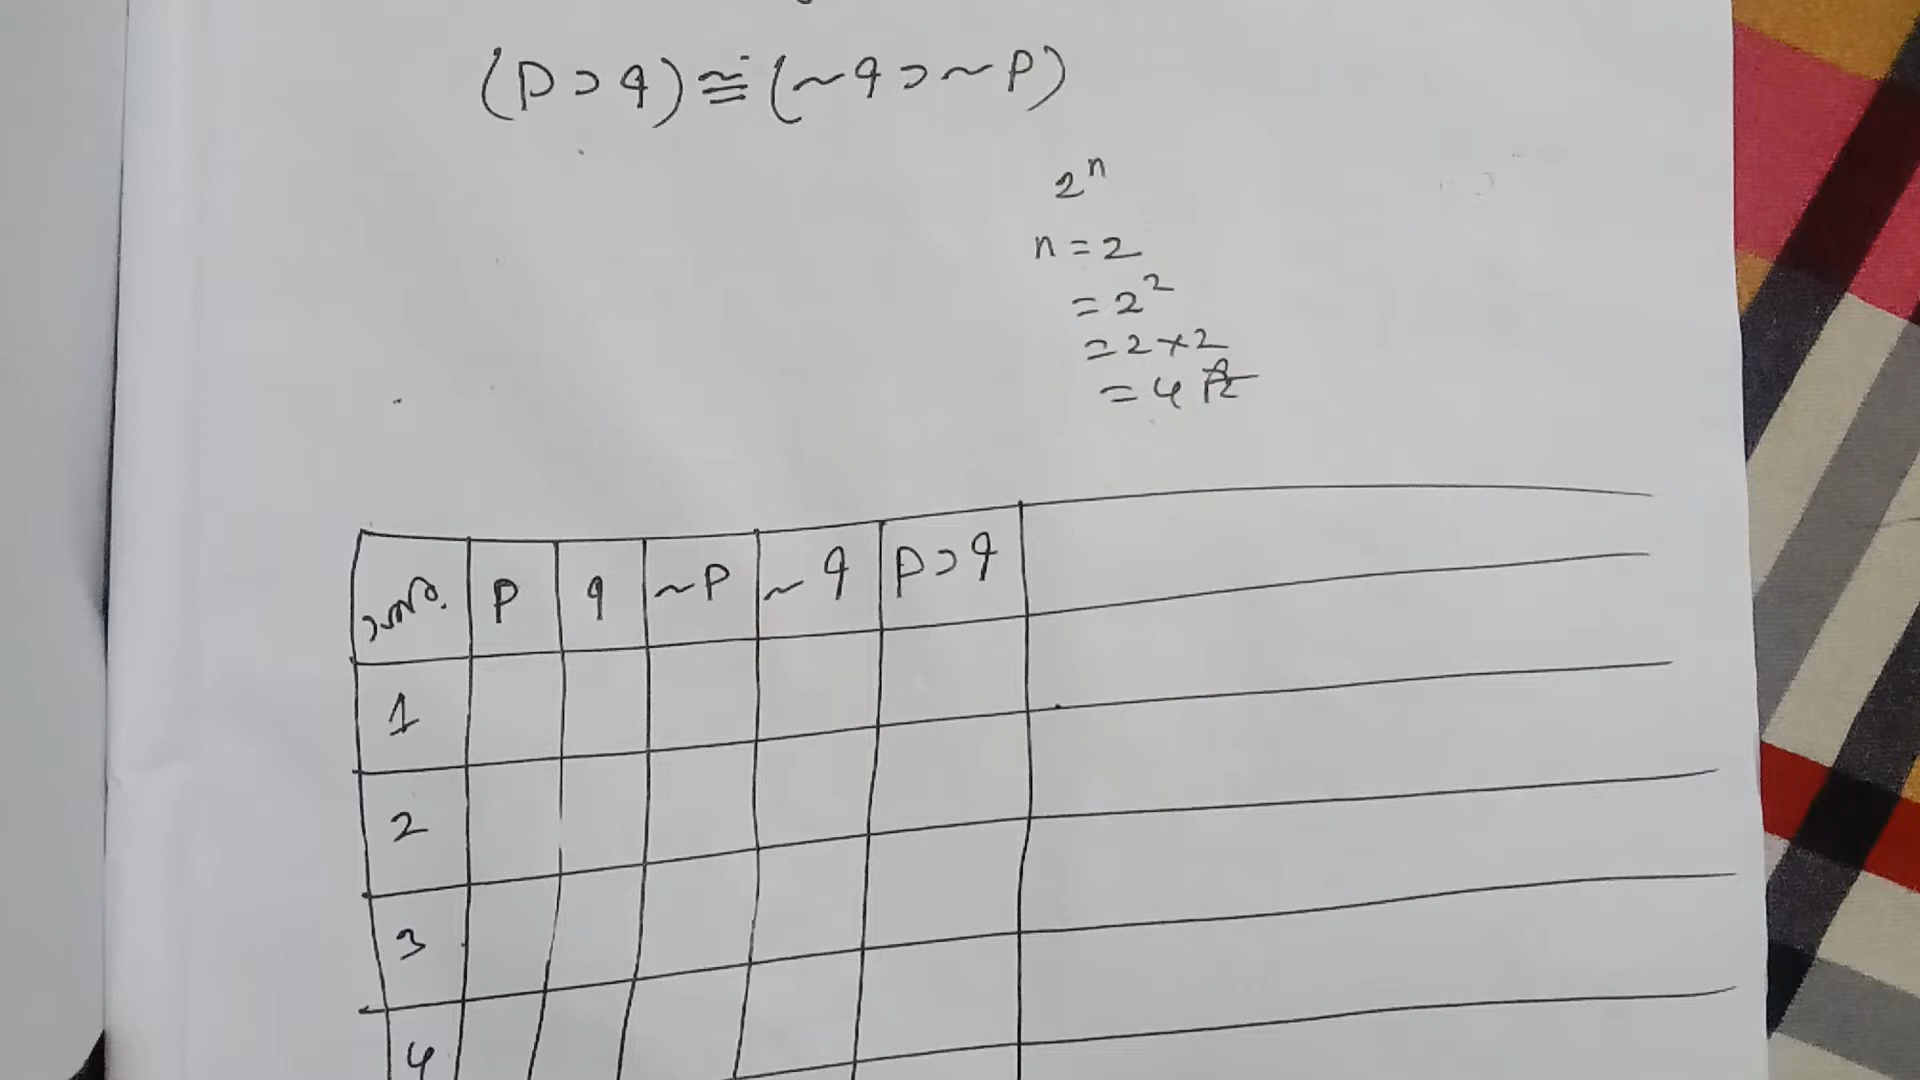 (P ⊃ q) ≅ (~q ⊃ ~P)
2ⁿ
n = 2
= 2²
= 2 × 2
= 4 টি
P q ~P ~q P ⊃ q
1
2
3
4